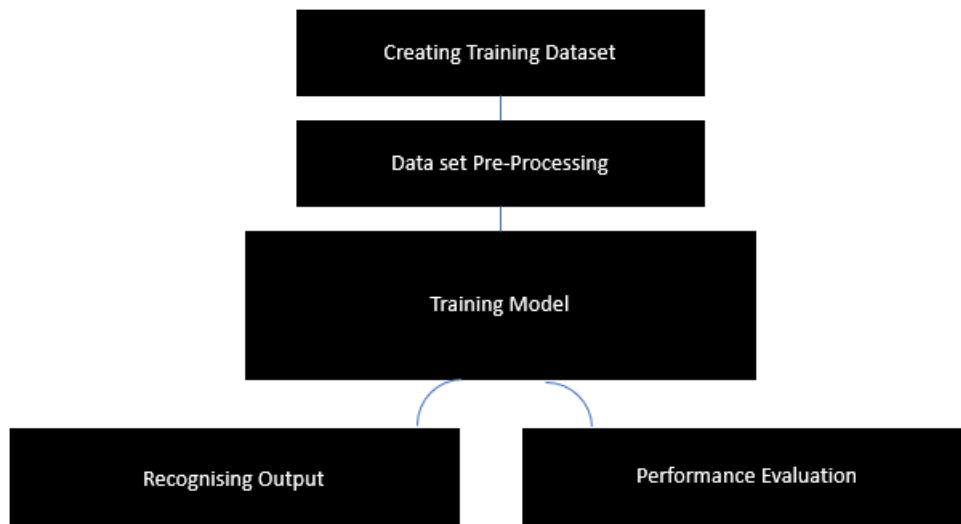 Creating Training Dataset
Data set Pre-Processing
Training Model
Recognising Output
Performance Evaluation